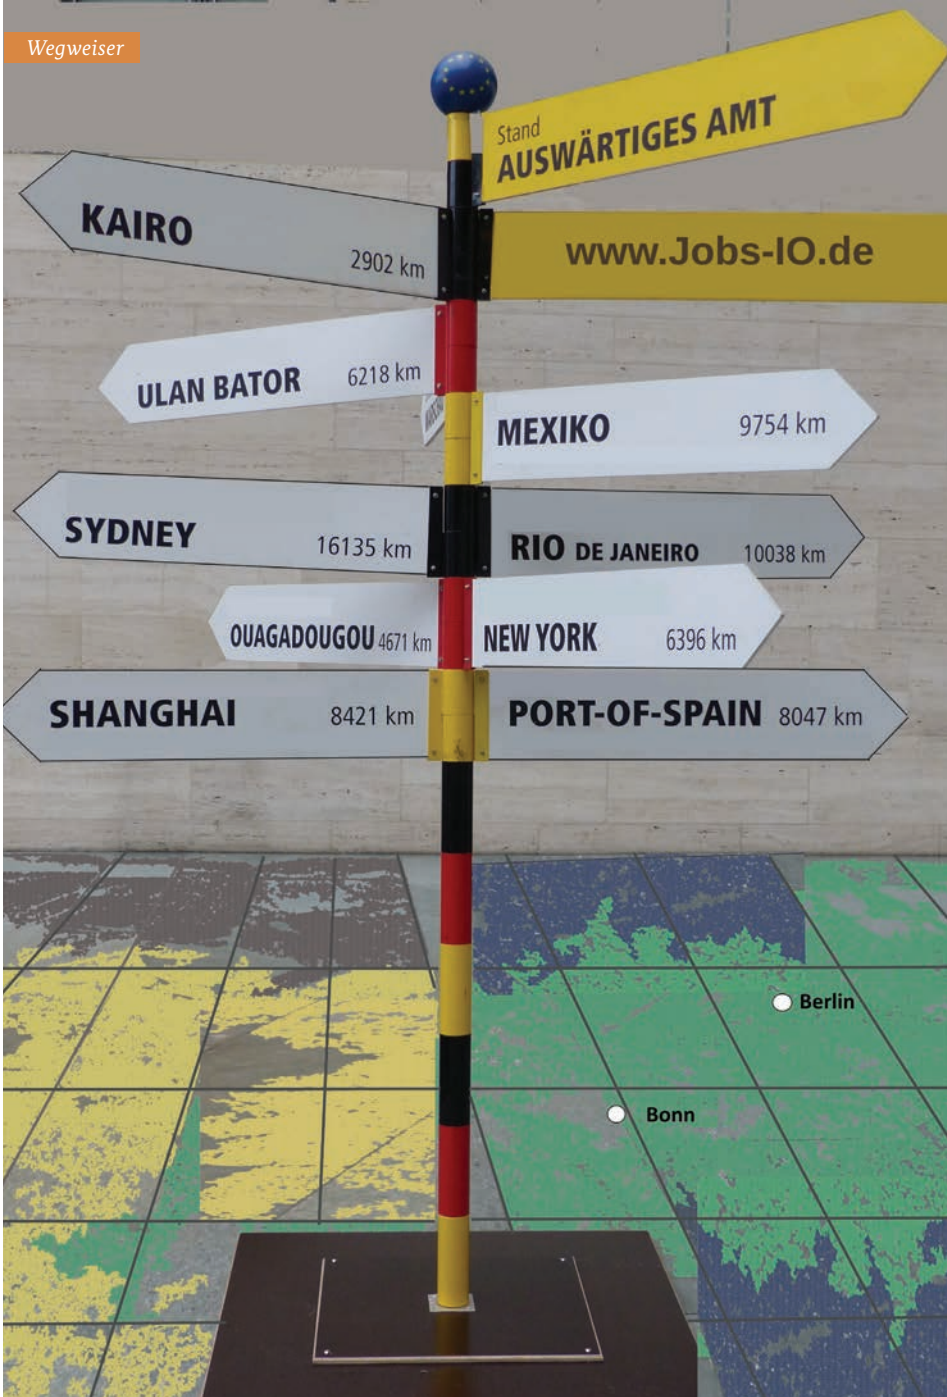 Wegweiser
Stand
AUSWÄRTIGES AMT
KAIRO
2902 km
www.Jobs-IO.de
ULAN BATOR 6218 km
MEXIKO 9754 km
SYDNEY 16135 km
RIO DE JANEIRO 10038 km
OUAGADOUGOU 4671 km
NEW YORK 6396 km
SHANGHAI 8421 km
PORT-OF-SPAIN 8047 km
Berlin
Bonn